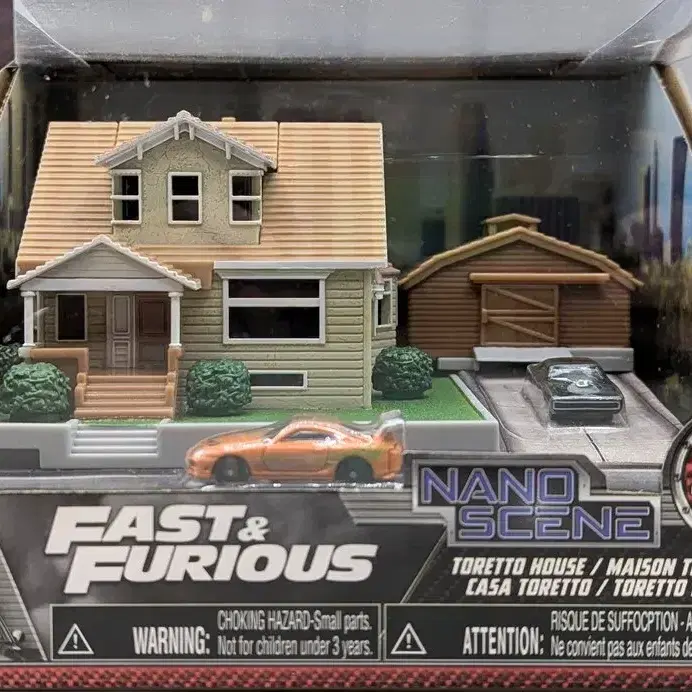 FAST &
FURIOUS
NANO
SCENE
TORETTO HOUSE / MAISON T
CASA TORETTO / TORETTO
WARNING:
CHOKING HAZARD-Small parts.
Not for children under 3 years.
ATTENTION:
RISQUE DE SUFFOCPTION - A
Ne convient pas aux enfants de